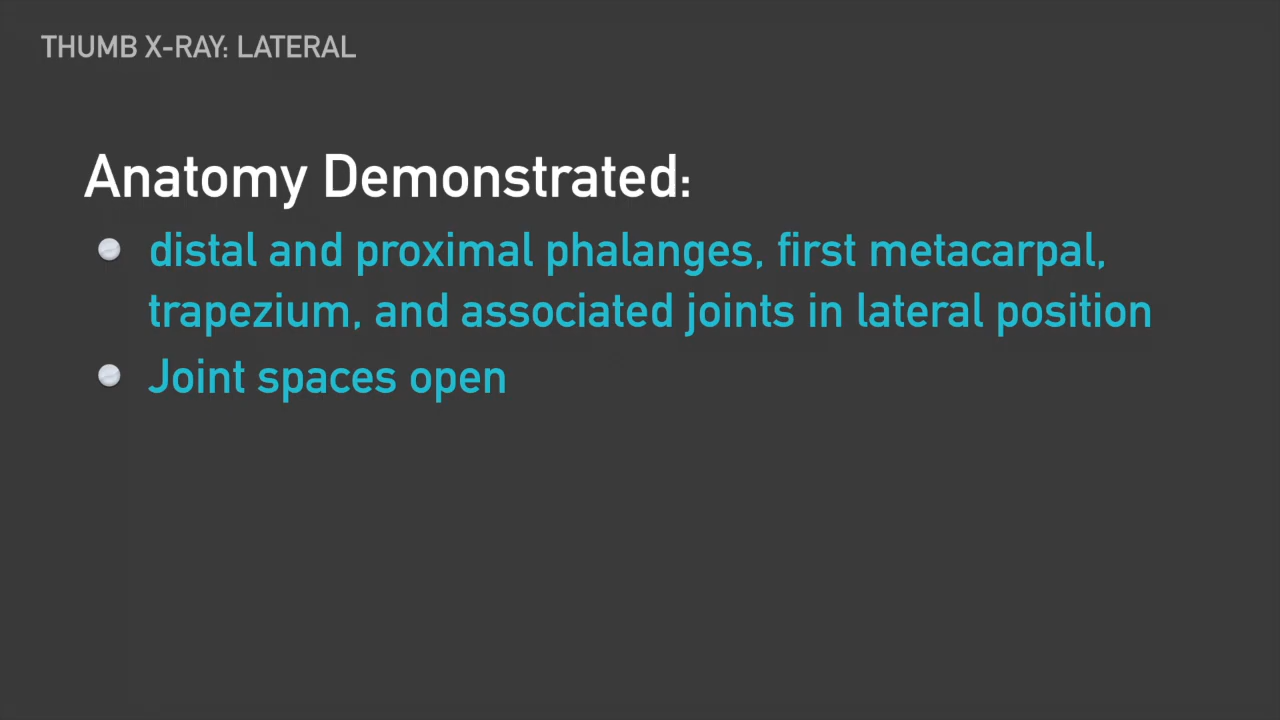 THUMB X-RAY: LATERAL
Anatomy Demonstrated:
distal and proximal phalanges, first metacarpal,
trapezium, and associated joints in lateral position
Joint spaces open